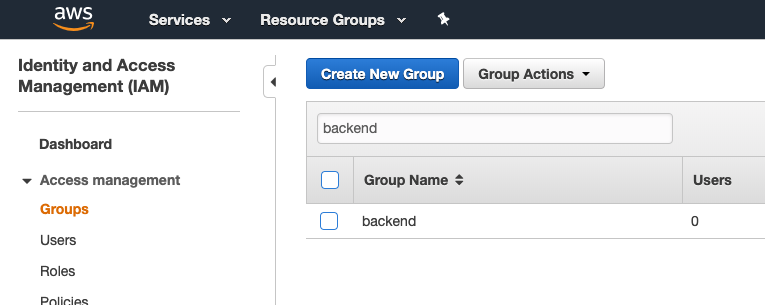 aws Services Resource Groups
Identity and Access
Management (IAM)
Dashboard
Access management
Groups
Users
Roles
Policies
Create New Group Group Actions
backend
Group Name Users
backend 0